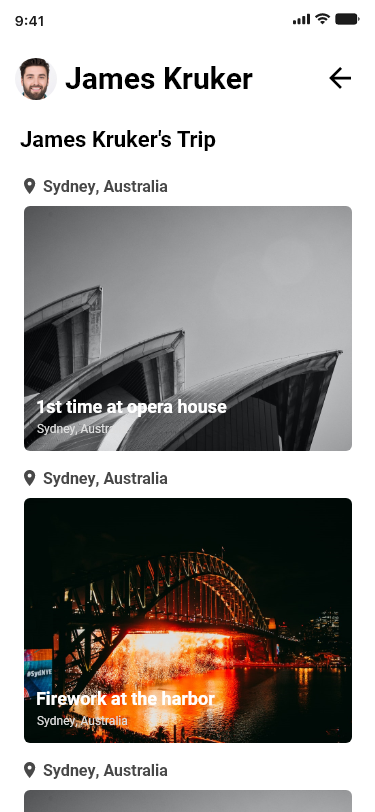 9:41
James Kruker
James Kruker's Trip
Sydney, Australia
1st time at opera house
Sydney, Austr
Sydney, Australia
#SydNYE
Firework at the harbor
Sydney, Australia
Sydney, Australia